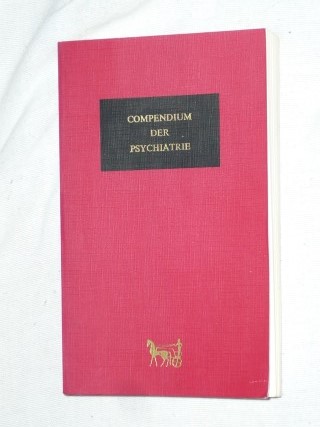 COMPENDIUM
DER
PSYCHIATRIE